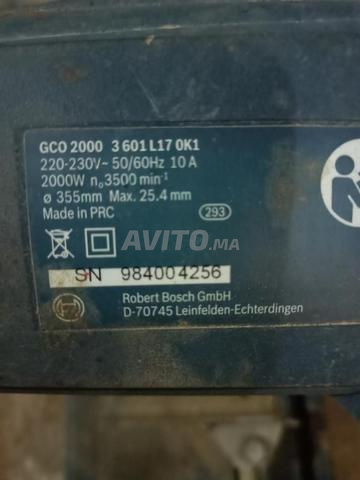 GCO 2000 3 601 L17 0K1
220-230V~ 50/60Hz 10 A
2000W n₀3500 min⁻¹
ø 355mm Max. 25.4 mm
Made in PRC 293
AVITO.MA
SN 984004256
Robert Bosch GmbH
D-70745 Leinfelden-Echterdingen